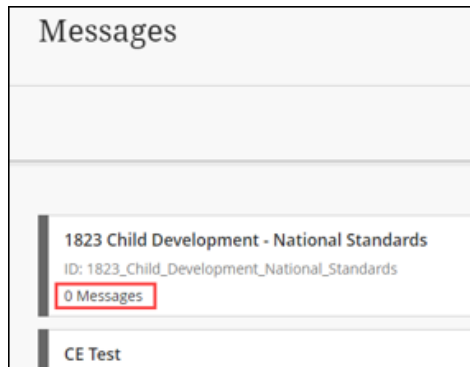 Messages
1823 Child Development - National Standards
ID: 1823_Child_Development_National_Standards
0 Messages
CE Test